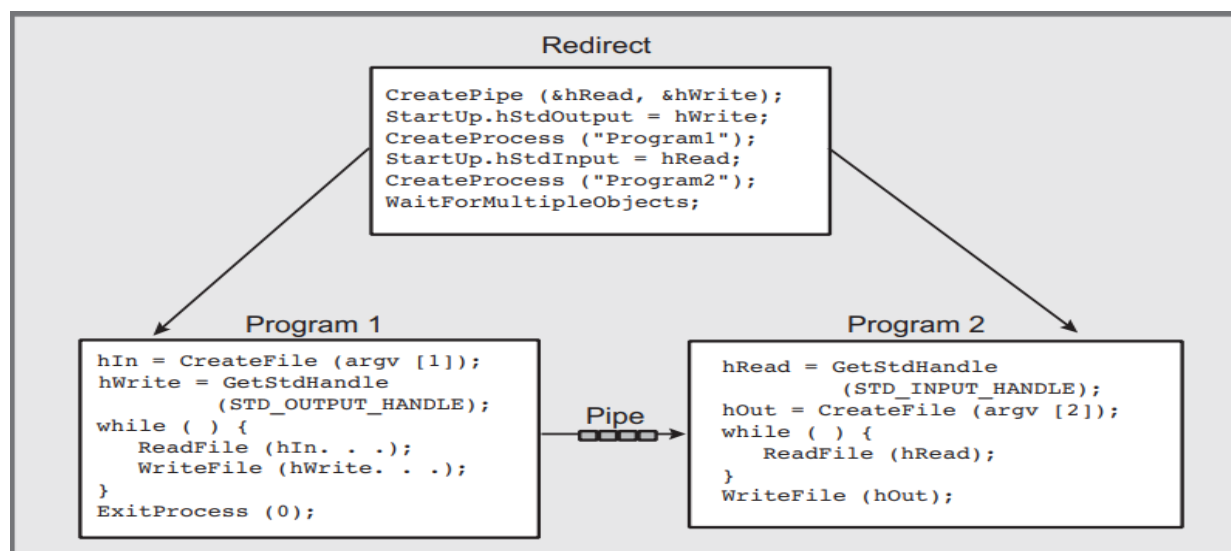 Redirect
CreatePipe (&hRead, &hWrite);
StartUp.hStdOutput = hWrite;
CreateProcess ("Program1");
StartUp.hStdInput = hRead;
CreateProcess ("Program2");
WaitForMultipleObjects;
Program 1
hIn = CreateFile (argv [1]);
hWrite = GetStdHandle
(STD_OUTPUT_HANDLE);
while ( ) {
ReadFile (hIn. . .);
WriteFile (hWrite. . .);
}
ExitProcess (0);
Pipe
Program 2
hRead = GetStdHandle
(STD_INPUT_HANDLE);
hOut = CreateFile (argv [2]);
while ( ) {
ReadFile (hRead);
}
WriteFile (hOut);